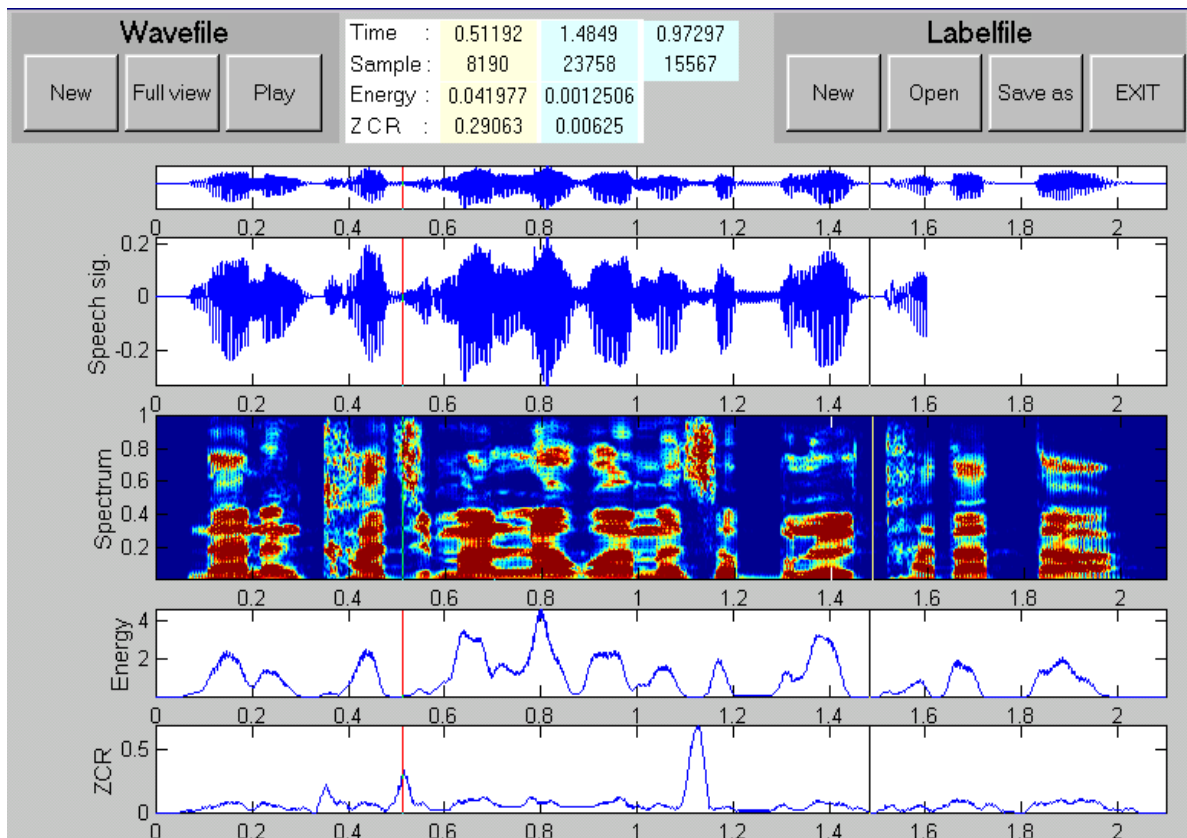 Wavefile
New Full view Play
Time : 0.51192 1.4849 0.97297
Sample : 8190 23758 15567
Energy : 0.041977 0.0012506
Z C R : 0.29063 0.00625
Labelfile
New Open Save as EXIT
0 0.2 0.4 0.6 0.8 1 1.2 1.4 1.6 1.8 2
Speech sig.
0.2
0
-0.2
0 0.2 0.4 0.6 0.8 1 1.2 1.4 1.6 1.8 2
Spectrum
1
0.8
0.6
0.4
0.2
0 0.2 0.4 0.6 0.8 1 1.2 1.4 1.6 1.8 2
Energy
4
2
0 0.2 0.4 0.6 0.8 1 1.2 1.4 1.6 1.8 2
ZCR
0.5
0
0 0.2 0.4 0.6 0.8 1 1.2 1.4 1.6 1.8 2